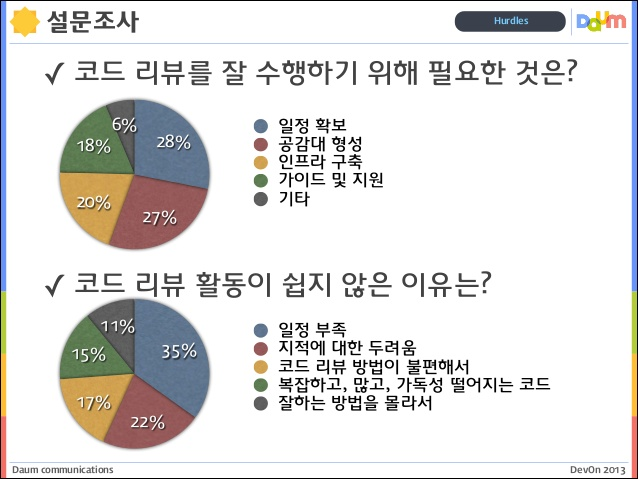 설문조사
Hurdles
Daum
✓ 코드 리뷰를 잘 수행하기 위해 필요한 것은?
6%
28%
18%
20%
27%
일정 확보
공감대 형성
인프라 구축
가이드 및 지원
기타
✓ 코드 리뷰 활동이 쉽지 않은 이유는?
11%
35%
15%
17%
22%
일정 부족
지적에 대한 두려움
코드 리뷰 방법이 불편해서
복잡하고, 많고, 가독성 떨어지는 코드
잘하는 방법을 몰라서
Daum communications
DevOn 2013